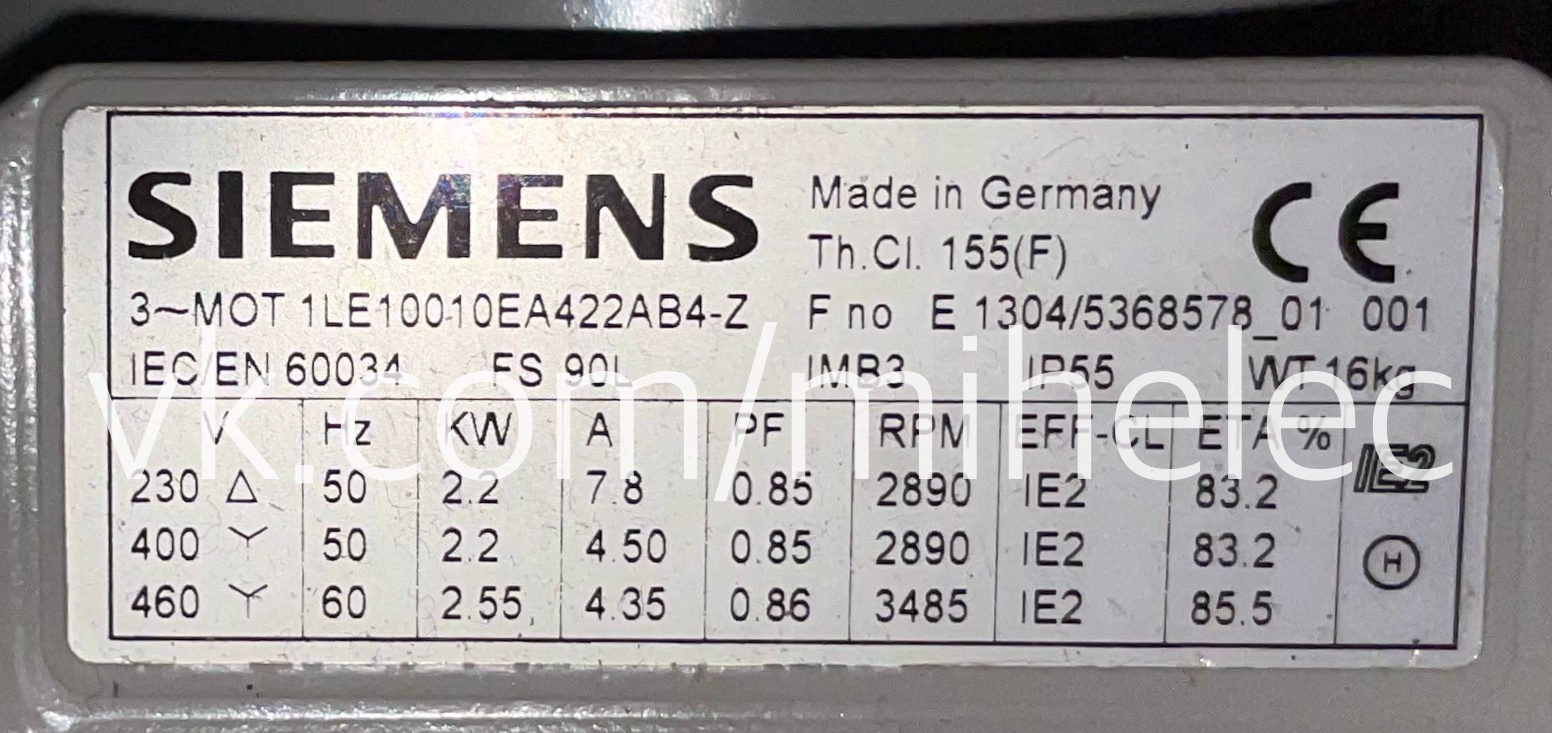 SIEMENS Made in Germany CE
Th.Cl. 155(F)
3~MOT 1LE10010EA422AB4-Z F no E 1304/5368578_01 001
IEC/EN 60034 FS 90L IMB3 IP55 WT 16kg
vk.com/mihelec
V Hz KW A PF RPM EFF-CL ETA % IE2
230 △ 50 2.2 7.8 0.85 2890 IE2 83.2
400 Y 50 2.2 4.50 0.85 2890 IE2 83.2 H
460 Y 60 2.55 4.35 0.86 3485 IE2 85.5